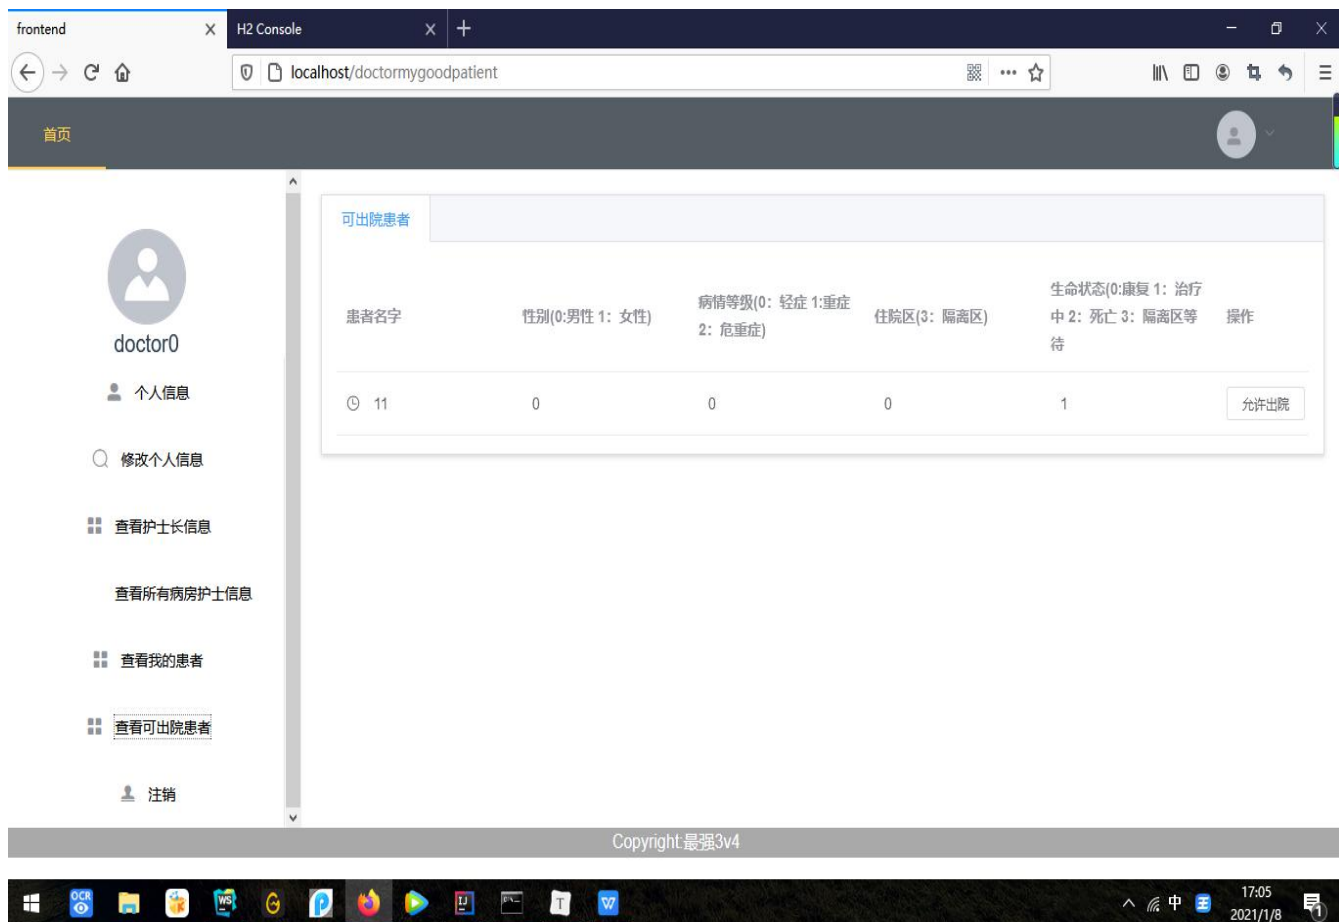 frontend
H2 Console
localhost/doctormygoodpatient
首页
doctor0
个人信息
修改个人信息
查看护士长信息
查看所有病房护士信息
查看我的患者
查看可出院患者
注销
可出院患者
患者名字
性别(0:男性 1：女性)
病情等级(0：轻症 1:重症
2：危重症)
住院区(3：隔离区)
生命状态(0:康复 1：治疗
中 2：死亡 3：隔离区等
待
操作
11
0
0
0
1
允许出院
Copyright:最强3v4
OCR
WS
IJ
T
W
中
王
17:05
2021/1/8
1